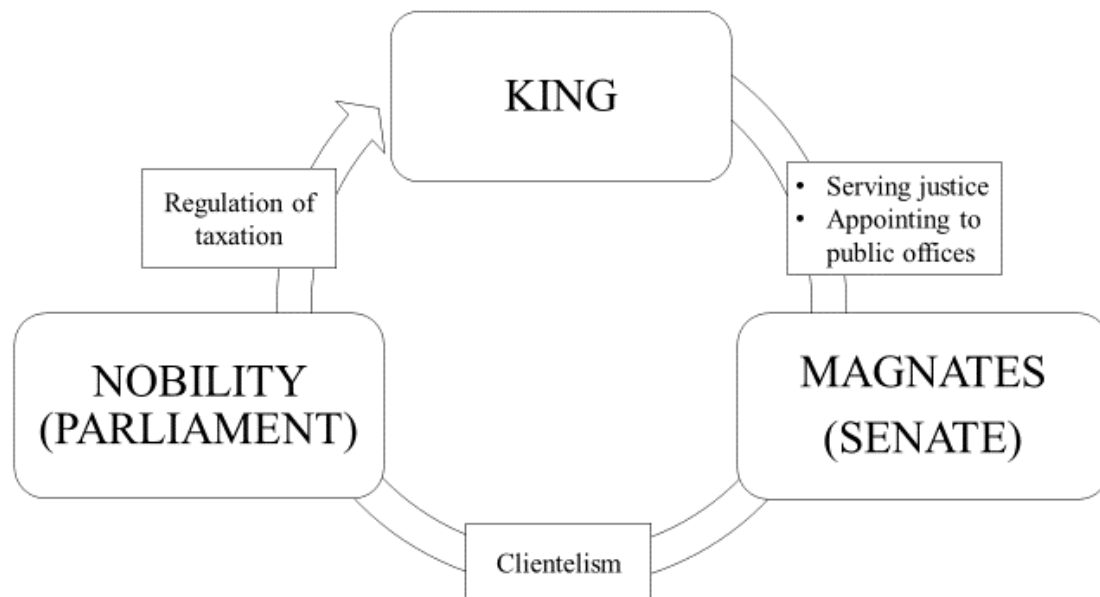 KING
Regulation of
taxation
• Serving justice
• Appointing to
public offices
NOBILITY
(PARLIAMENT)
MAGNATES
(SENATE)
Clientelism